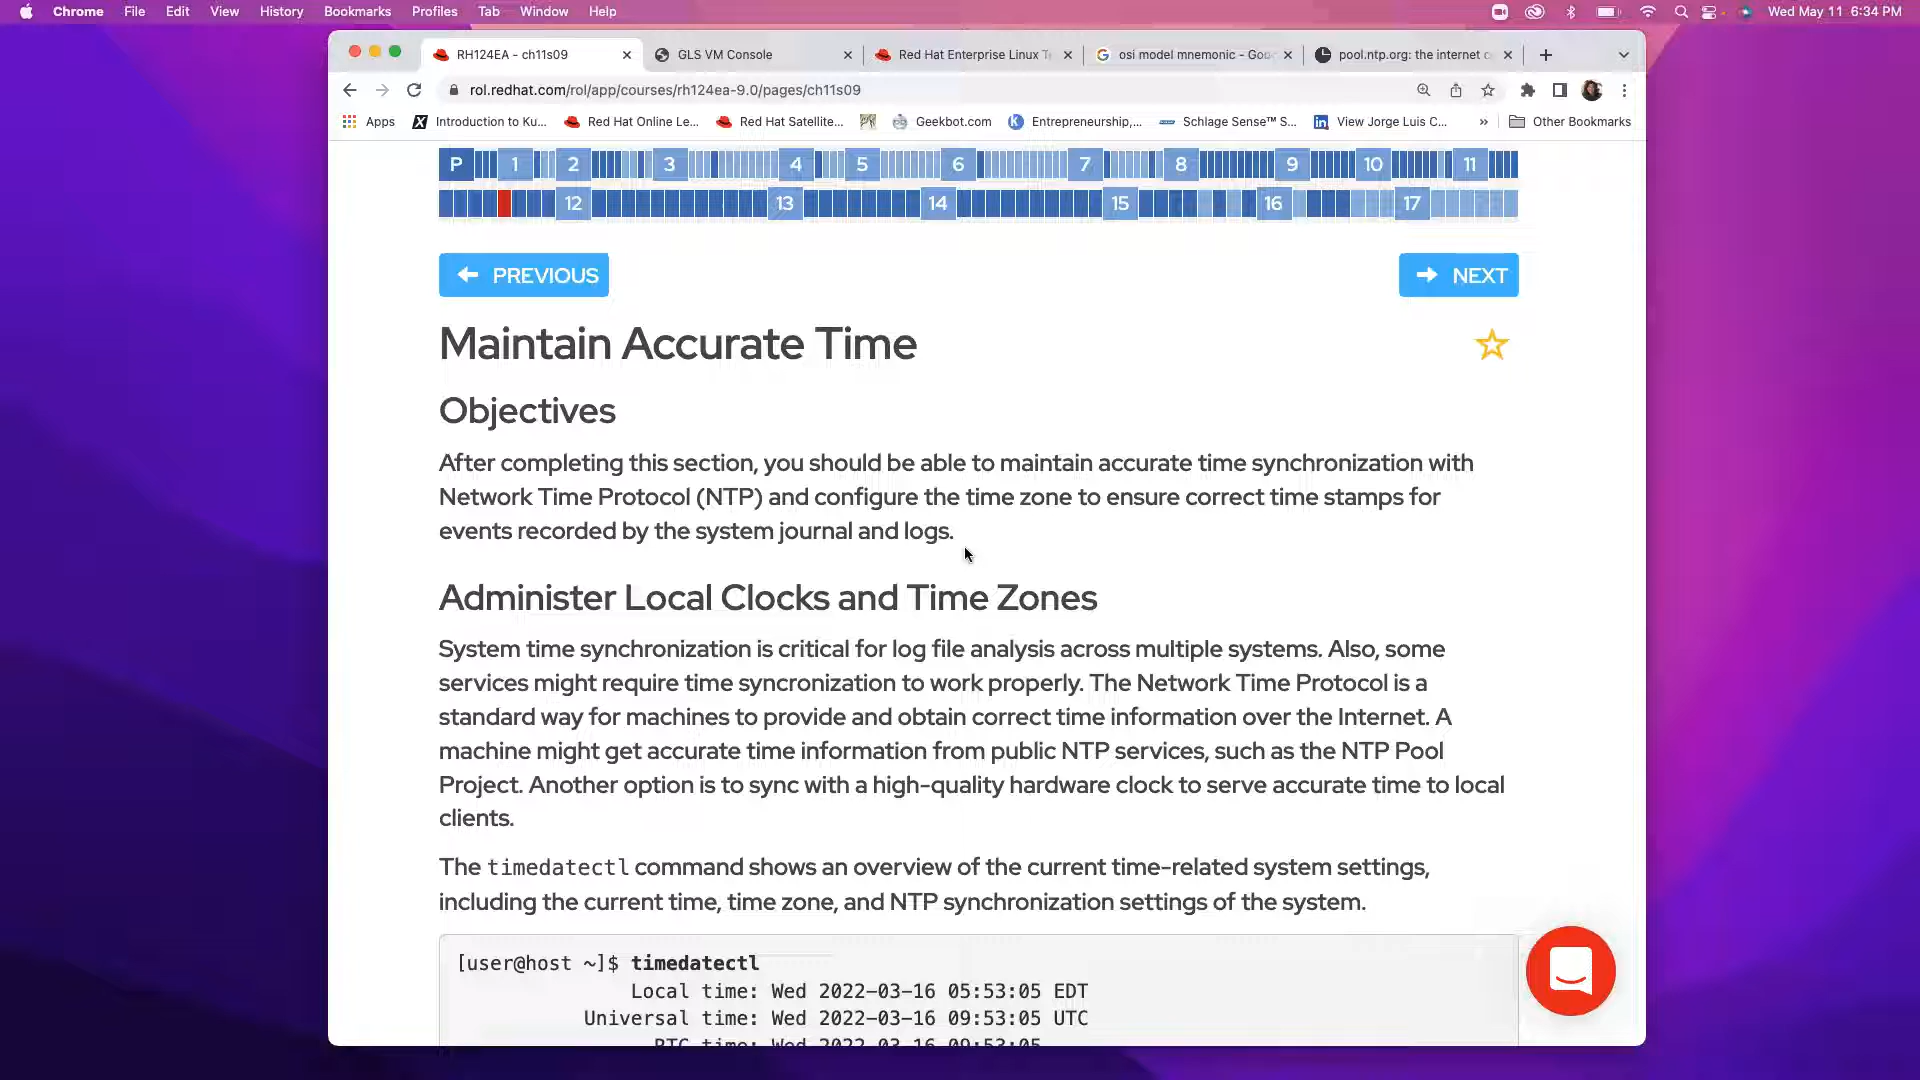 Chrome File Edit View History Bookmarks Profiles Tab Window Help Wed May 11 6:34 PM
RH124EA - ch11s09 GLS VM Console Red Hat Enterprise Linux T osi model mnemonic - Goo pool.ntp.org: the internet c
rol.redhat.com/rol/app/courses/rh124ea-9.0/pages/ch11s09
Apps Introduction to Ku... Red Hat Online Le... Red Hat Satellite... Geekbot.com Entrepreneurship,... Schlage Sense™ S... View Jorge Luis C... » Other Bookmarks
P 1 2 3 4 5 6 7 8 9 10 11
12 13 14 15 16 17
PREVIOUS NEXT
Maintain Accurate Time
Objectives
After completing this section, you should be able to maintain accurate time synchronization with
Network Time Protocol (NTP) and configure the time zone to ensure correct time stamps for
events recorded by the system journal and logs.
Administer Local Clocks and Time Zones
System time synchronization is critical for log file analysis across multiple systems. Also, some
services might require time syncronization to work properly. The Network Time Protocol is a
standard way for machines to provide and obtain correct time information over the Internet. A
machine might get accurate time information from public NTP services, such as the NTP Pool
Project. Another option is to sync with a high-quality hardware clock to serve accurate time to local
clients.
The timedatectl command shows an overview of the current time-related system settings,
including the current time, time zone, and NTP synchronization settings of the system.
[user@host ~]$ timedatectl
Local time: Wed 2022-03-16 05:53:05 EDT
Universal time: Wed 2022-03-16 09:53:05 UTC
RTC time: Wed 2022-03-16 09:53:05